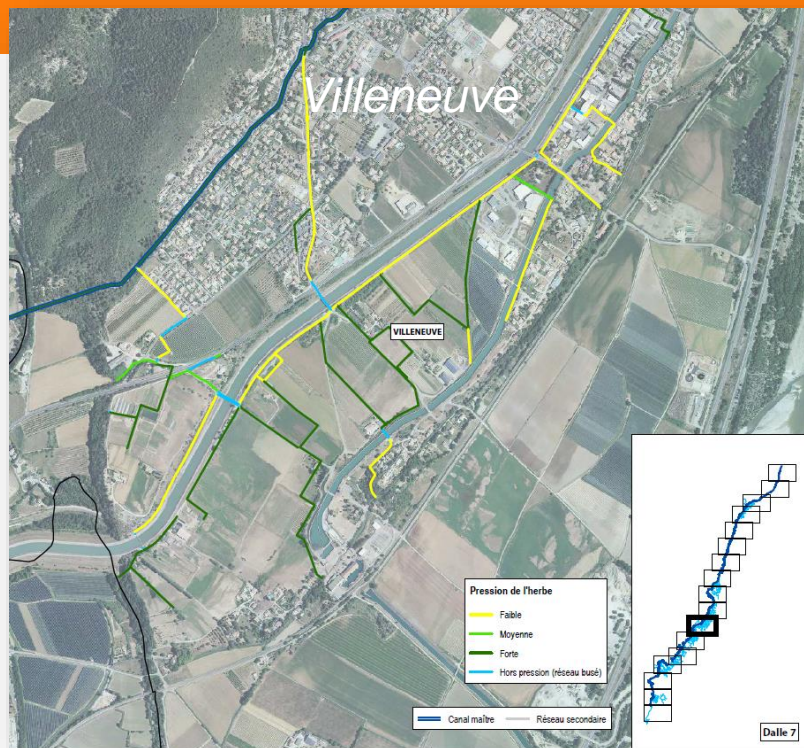 Villeneuve
VILLENEUVE
Pression de l'herbe
Faible
Moyenne
Forte
Hors pression (réseau busé)
Canal maître
Réseau secondaire
Dalle 7